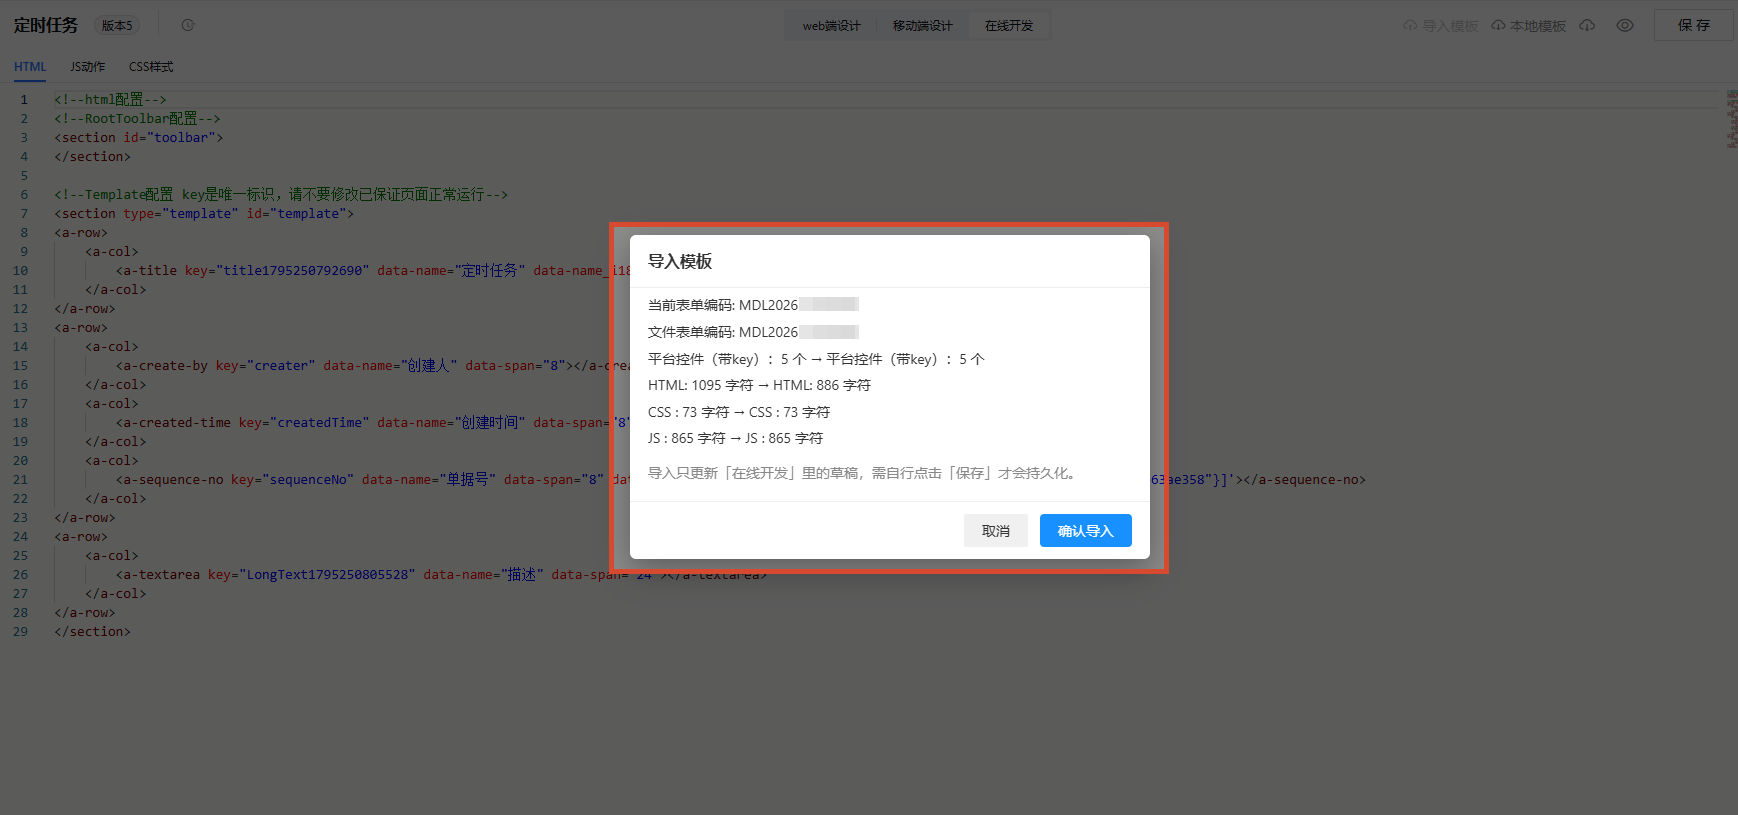 定时任务 版本5 web端设计 移动端设计 在线开发 导入模板 本地模板 保 存
HTML JS动作 CSS样式
1 <!--html配置-->
2 <!--RootToolbar配置-->
3 <section id="toolbar">
4 </section>
5
6 <!--Template配置 key是唯一标识，请不要修改已保证页面正常运行-->
7 <section type="template" id="template">
8 <a-row>
9 <a-col>
10 <a-title key="title1795250792690" data-name="定时任务" data-name_i18
11 </a-col>
12 </a-row>
13 <a-row>
14 <a-col>
15 <a-create-by key="creater" data-name="创建人" data-span="8"></a-crea
16 </a-col>
17 <a-col>
18 <a-created-time key="createdTime" data-name="创建时间" data-span="8"
19 </a-col>
20 <a-col>
21 <a-sequence-no key="sequenceNo" data-name="单据号" data-span="8" da 63ae358"}]'></a-sequence-no>
22 </a-col>
23 </a-row>
24 <a-row>
25 <a-col>
26 <a-textarea key="LongText1795250805528" data-name="描述" data-span="24"></a-textarea>
27 </a-col>
28 </a-row>
29 </section>
导入模板
当前表单编码: MDL2026
文件表单编码: MDL2026
平台控件（带key）：5 个 → 平台控件（带key）：5 个
HTML: 1095 字符 → HTML: 886 字符
CSS : 73 字符 → CSS : 73 字符
JS : 865 字符 → JS : 865 字符
导入只更新「在线开发」里的草稿，需自行点击「保存」才会持久化。
取消 确认导入